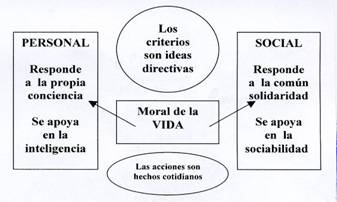 PERSONAL
Responde
a la propia
conciencia
Se apoya
en la
inteligencia
Los
criterios
son ideas
directivas
Moral de la
VIDA
Las acciones son
hechos cotidianos
SOCIAL
Responde
a la común
solidaridad
Se apoya
en la
sociabilidad